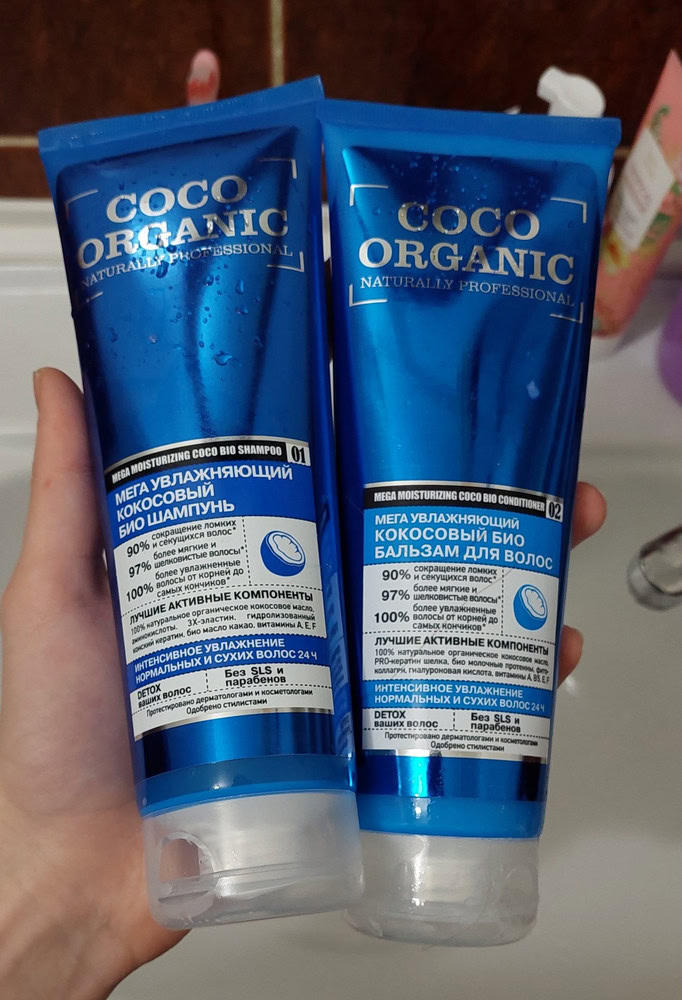 COCO
ORGANIC
NATURALLY PROFESSIONAL
MEGA MOISTURIZING COCO BIO SHAMPOO 01
МЕГА УВЛАЖНЯЮЩИЙ
КОКОСОВЫЙ
БИО ШАМПУНЬ
90% сокращение ломких
и секущихся волос*
97% более мягкие и
шелковистые волосы*
100% более увлажненные
волосы от корней до
самых кончиков*
ЛУЧШИЕ АКТИВНЫЕ КОМПОНЕНТЫ
100% натуральное органическое кокосовое масло,
аминокислоты, 3X-эластин, гидролизованный
конский кератин, био масло какао, витамины A, E, F
ИНТЕНСИВНОЕ УВЛАЖНЕНИЕ
НОРМАЛЬНЫХ И СУХИХ ВОЛОС 24 Ч
DETOX
ваших волос
Без SLS и
парабенов
Протестировано дерматологами и косметологами
Одобрено стилистами
COCO
ORGANIC
NATURALLY PROFESSIONAL
MEGA MOISTURIZING COCO BIO CONDITIONER 02
МЕГА УВЛАЖНЯЮЩИЙ
КОКОСОВЫЙ БИО
БАЛЬЗАМ ДЛЯ ВОЛОС
90% сокращение ломких
и секущихся волос*
97% более мягкие и
шелковистые волосы*
100% более увлажненные
волосы от корней до
самых кончиков*
ЛУЧШИЕ АКТИВНЫЕ КОМПОНЕНТЫ
100% натуральное органическое кокосовое масло,
PRO-кератин шелка, био молочные протеины, фито-
коллаген, гиалуроновая кислота, витамины A, B5, E, F
ИНТЕНСИВНОЕ УВЛАЖНЕНИЕ
НОРМАЛЬНЫХ И СУХИХ ВОЛОС 24 Ч
DETOX
ваших волос
Без SLS и
парабенов
Протестировано дерматологами и косметологами
Одобрено стилистами